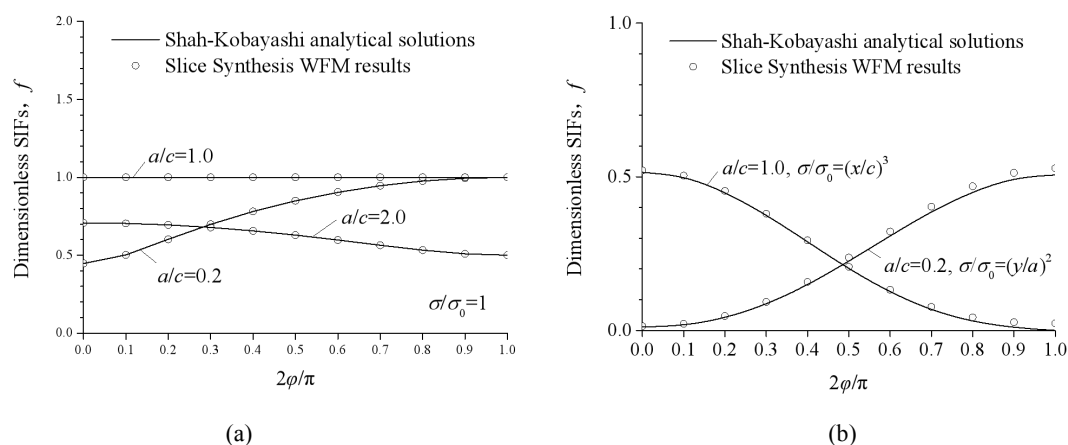 2.0
1.5
1.0
0.5
0.0
Dimensionless SIFs, f
Shah-Kobayashi analytical solutions
Slice Synthesis WFM results
a/c=1.0
a/c=2.0
a/c=0.2
σ/σ₀=1
0.0 0.1 0.2 0.3 0.4 0.5 0.6 0.7 0.8 0.9 1.0
2φ/π
(a)
1.0
0.5
0.0
Dimensionless SIFs, f
Shah-Kobayashi analytical solutions
Slice Synthesis WFM results
a/c=1.0, σ/σ₀=(x/c)³
a/c=0.2, σ/σ₀=(y/a)²
0.0 0.1 0.2 0.3 0.4 0.5 0.6 0.7 0.8 0.9 1.0
2φ/π
(b)